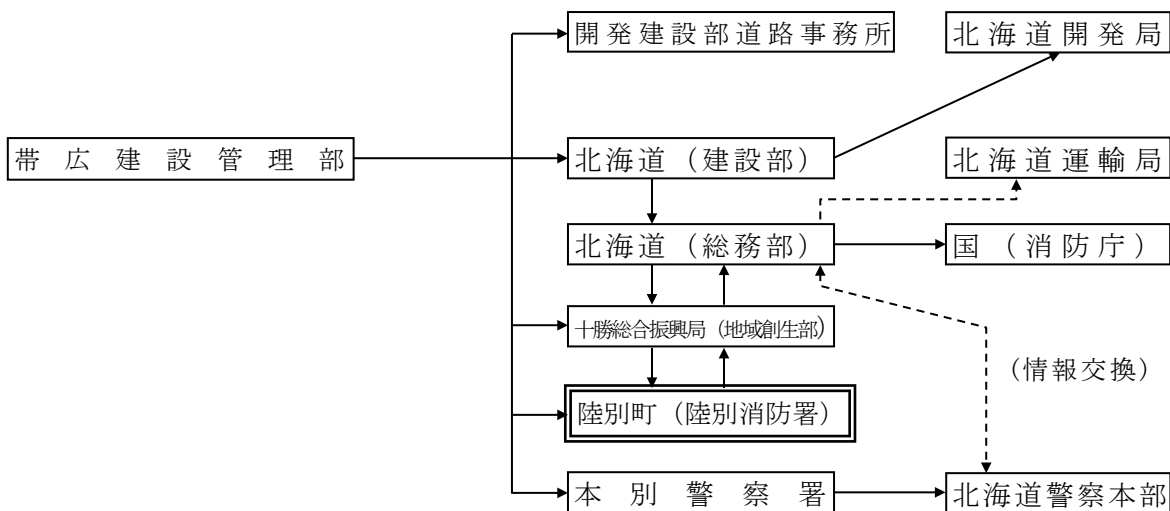 開発建設部道路事務所
北海道開発局
帯広建設管理部
北海道（建設部）
北海道運輸局
北海道（総務部）
国（消防庁）
十勝総合振興局（地域創生部）
（情報交換）
陸別町（陸別消防署）
本別警察署
北海道警察本部